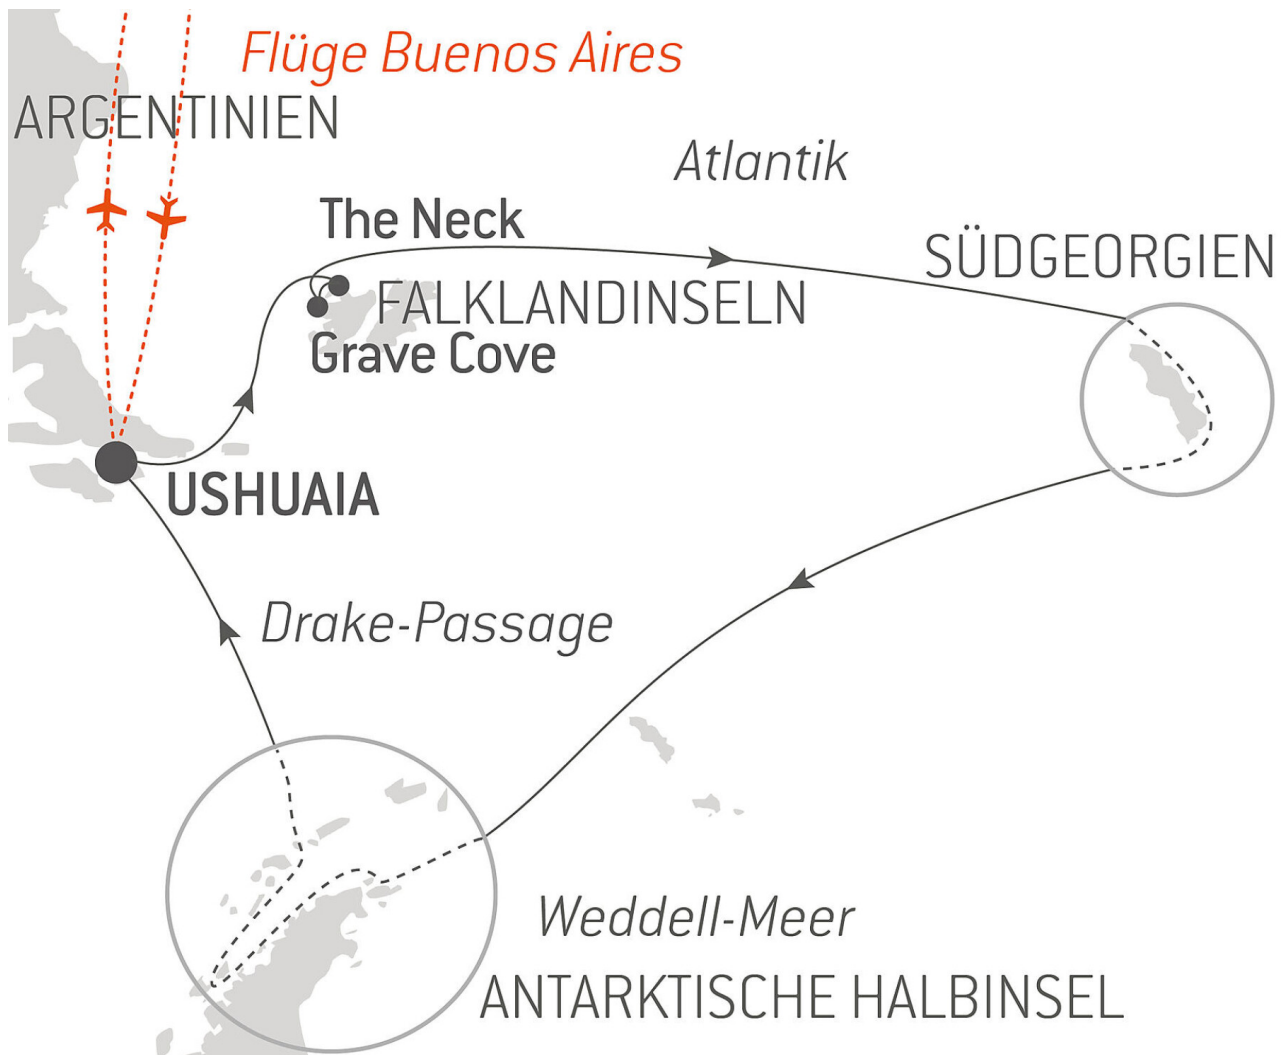 Flüge Buenos Aires
ARGENTINIEN
Atlantik
The Neck
SÜDGEORGIEN
FALKLANDINSELN
Grave Cove
USHUAIA
Drake-Passage
Weddell-Meer
ANTARKTISCHE HALBINSEL